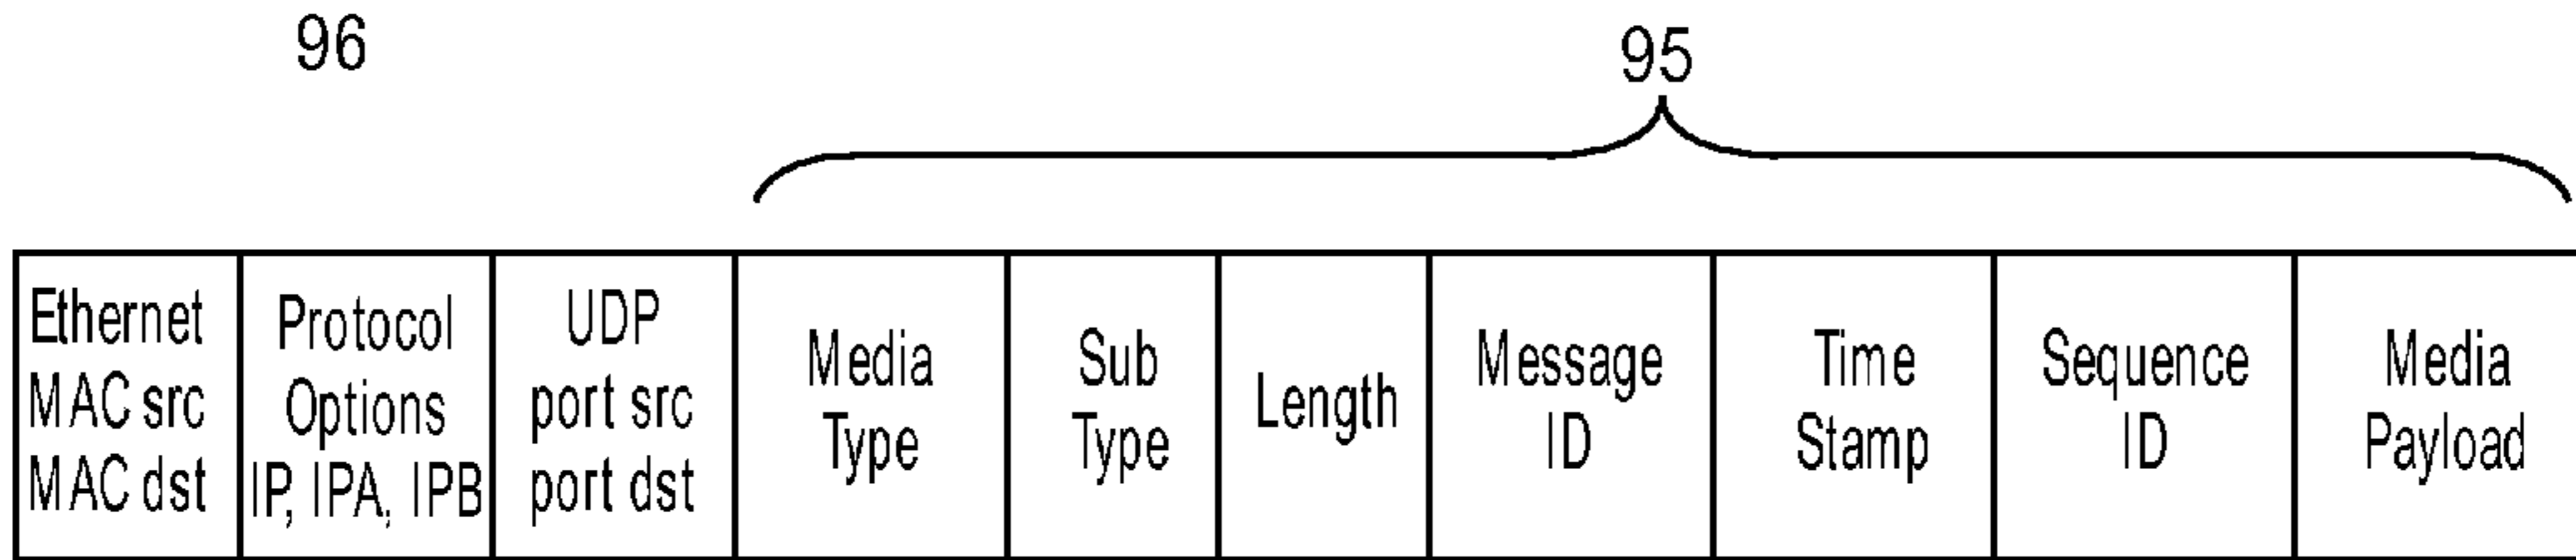 96
95
Ethernet
MAC src
MAC dst
Protocol
Options
IP, IPA, IPB
UDP
port src
port dst
Media
Type
Sub
Type
Length
Message
ID
Time
Stamp
Sequence
ID
Media
Payload